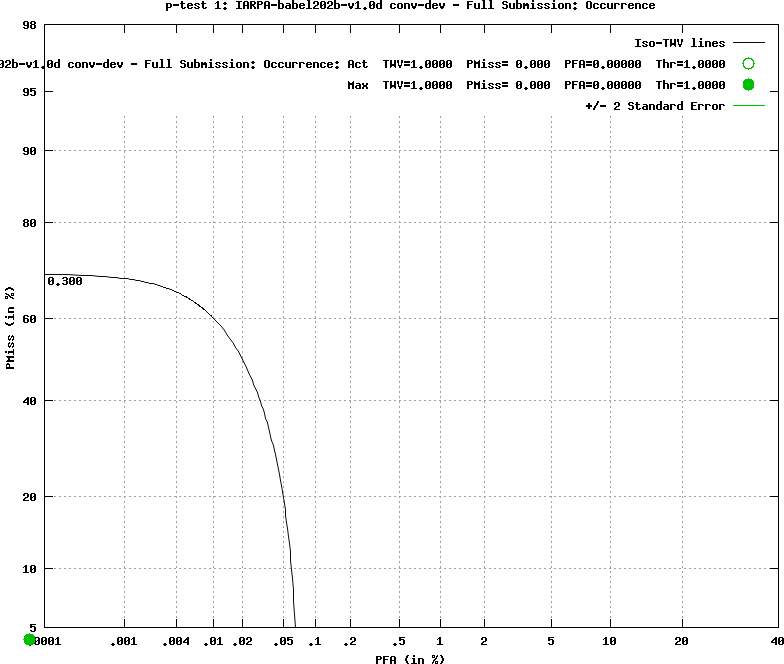 p-test 1: IARPA-babel202b-v1.0d conv-dev - Full Submission: Occurrence
98
Iso-TWV lines
02b-v1.0d conv-dev - Full Submission: Occurrence: Act TWV=1.0000 PMiss= 0.000 PFA=0.00000 Thr=1.0000
Max TWV=1.0000 PMiss= 0.000 PFA=0.00000 Thr=1.0000
95
+/- 2 Standard Error
90
80
0.300
60
PMiss (in %)
40
20
10
5
0001 .001 .004 .01 .02 .05 .1 .2 .5 1 2 5 10 20 40
PFA (in %)